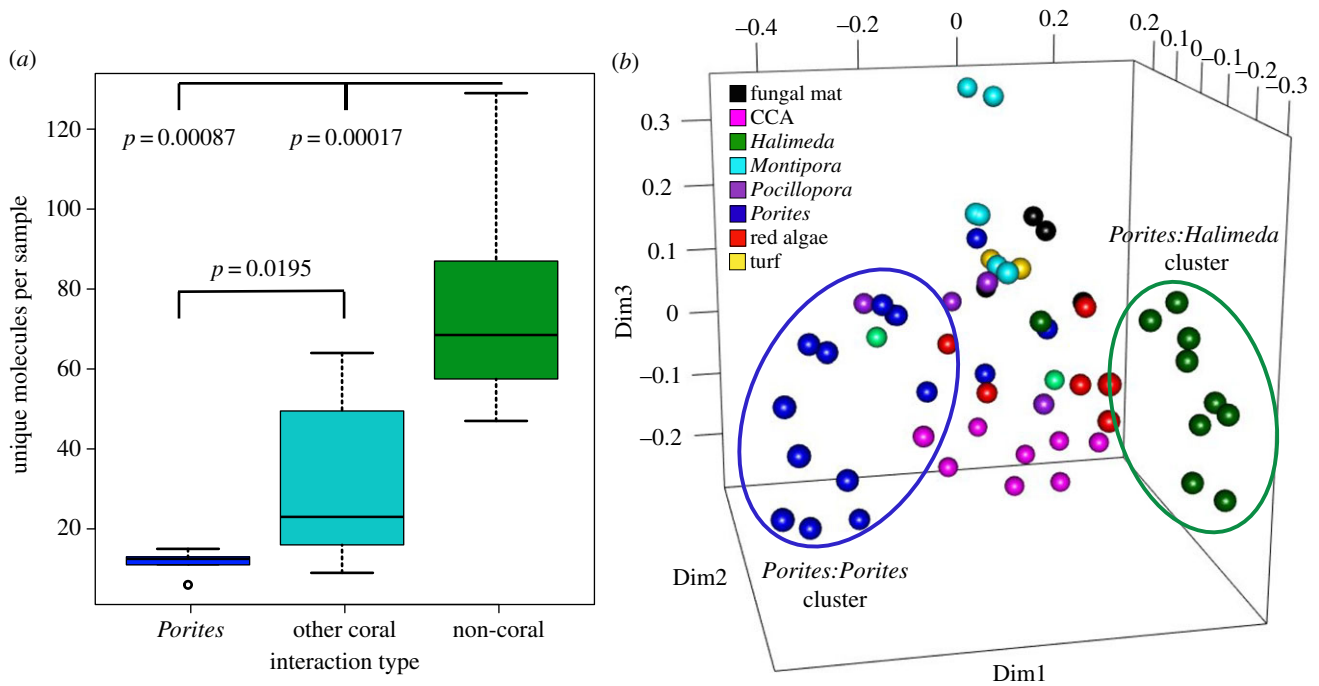 (a)
120
100
80
60
40
20
unique molecules per sample
p = 0.00087
p = 0.00017
p = 0.0195
Porites
other coral
non-coral
interaction type
(b)
−0.4
−0.2
0
0.2
0.2
0.1
0
−0.1
−0.2
−0.3
0.3
0.2
0.1
0
−0.1
−0.2
Dim3
fungal mat
CCA
Halimeda
Montipora
Pocillopora
Porites
red algae
turf
Porites:Halimeda
cluster
Porites:Porites
cluster
Dim2
Dim1